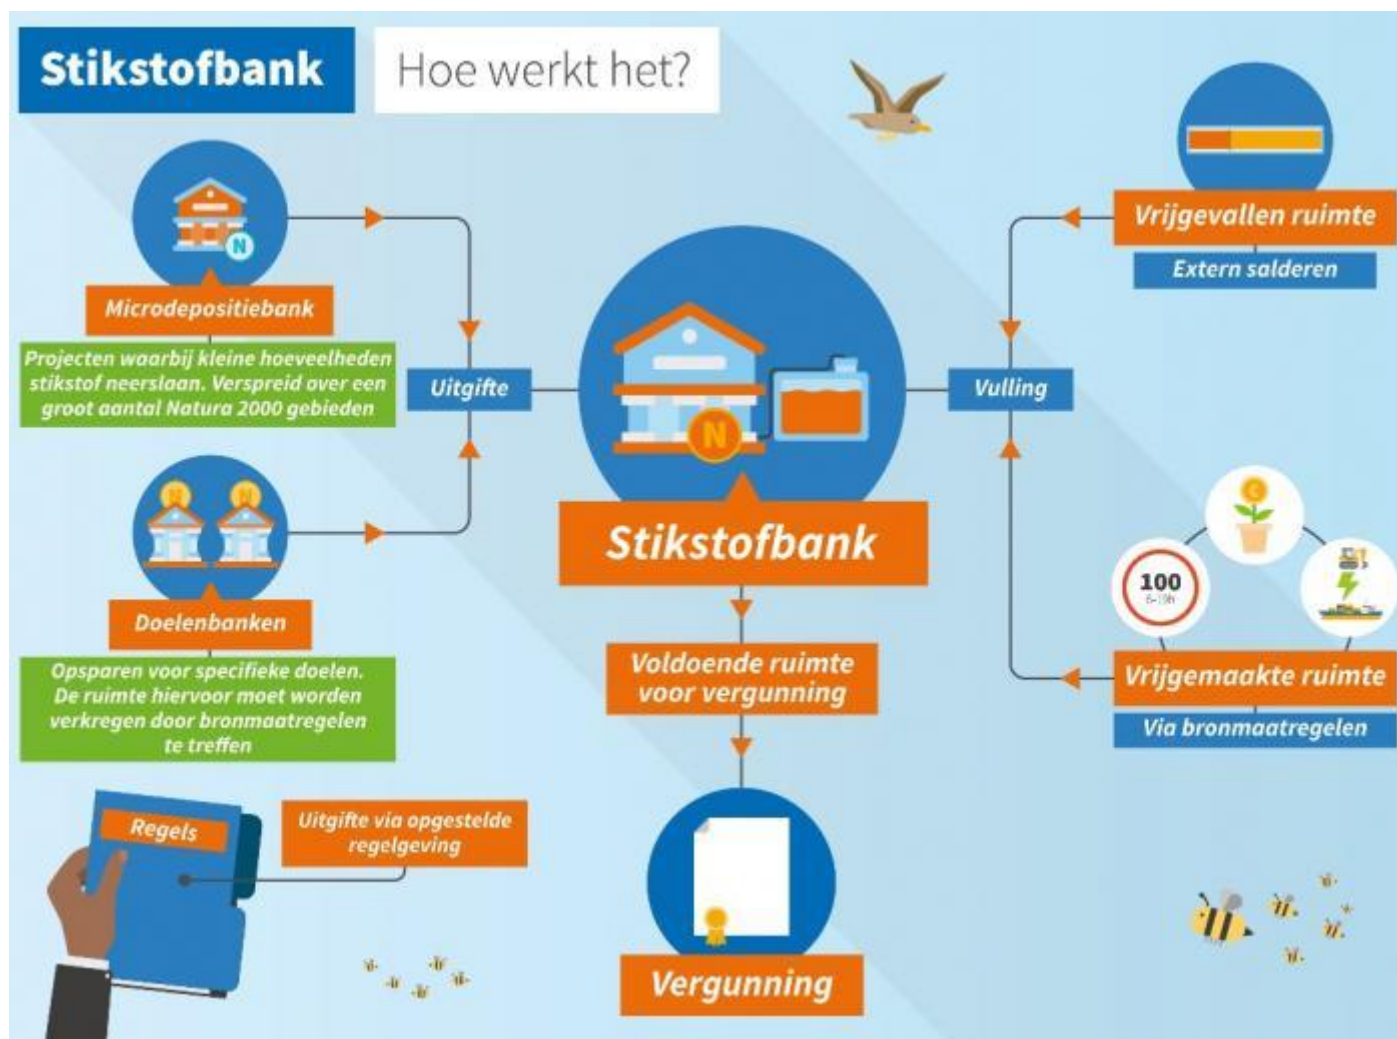 Stikstofbank
Hoe werkt het?
Microdepositiebank
Projecten waarbij kleine hoeveelheden
stikstof neerslaan. Verspreid over een
groot aantal Natura 2000 gebieden
N
Doelenbanken
Opsparen voor specifieke doelen.
De ruimte hiervoor moet worden
verkregen door bronmaatregelen
te treffen
N
N
Uitgifte
N
Stikstofbank
Voldoende ruimte
voor vergunning
Vergunning
Vulling
Vrijgevallen ruimte
Extern salderen
€
100
6-19h
Vrijgemaakte ruimte
Via bronmaatregelen
Regels
Uitgifte via opgestelde
regelgeving